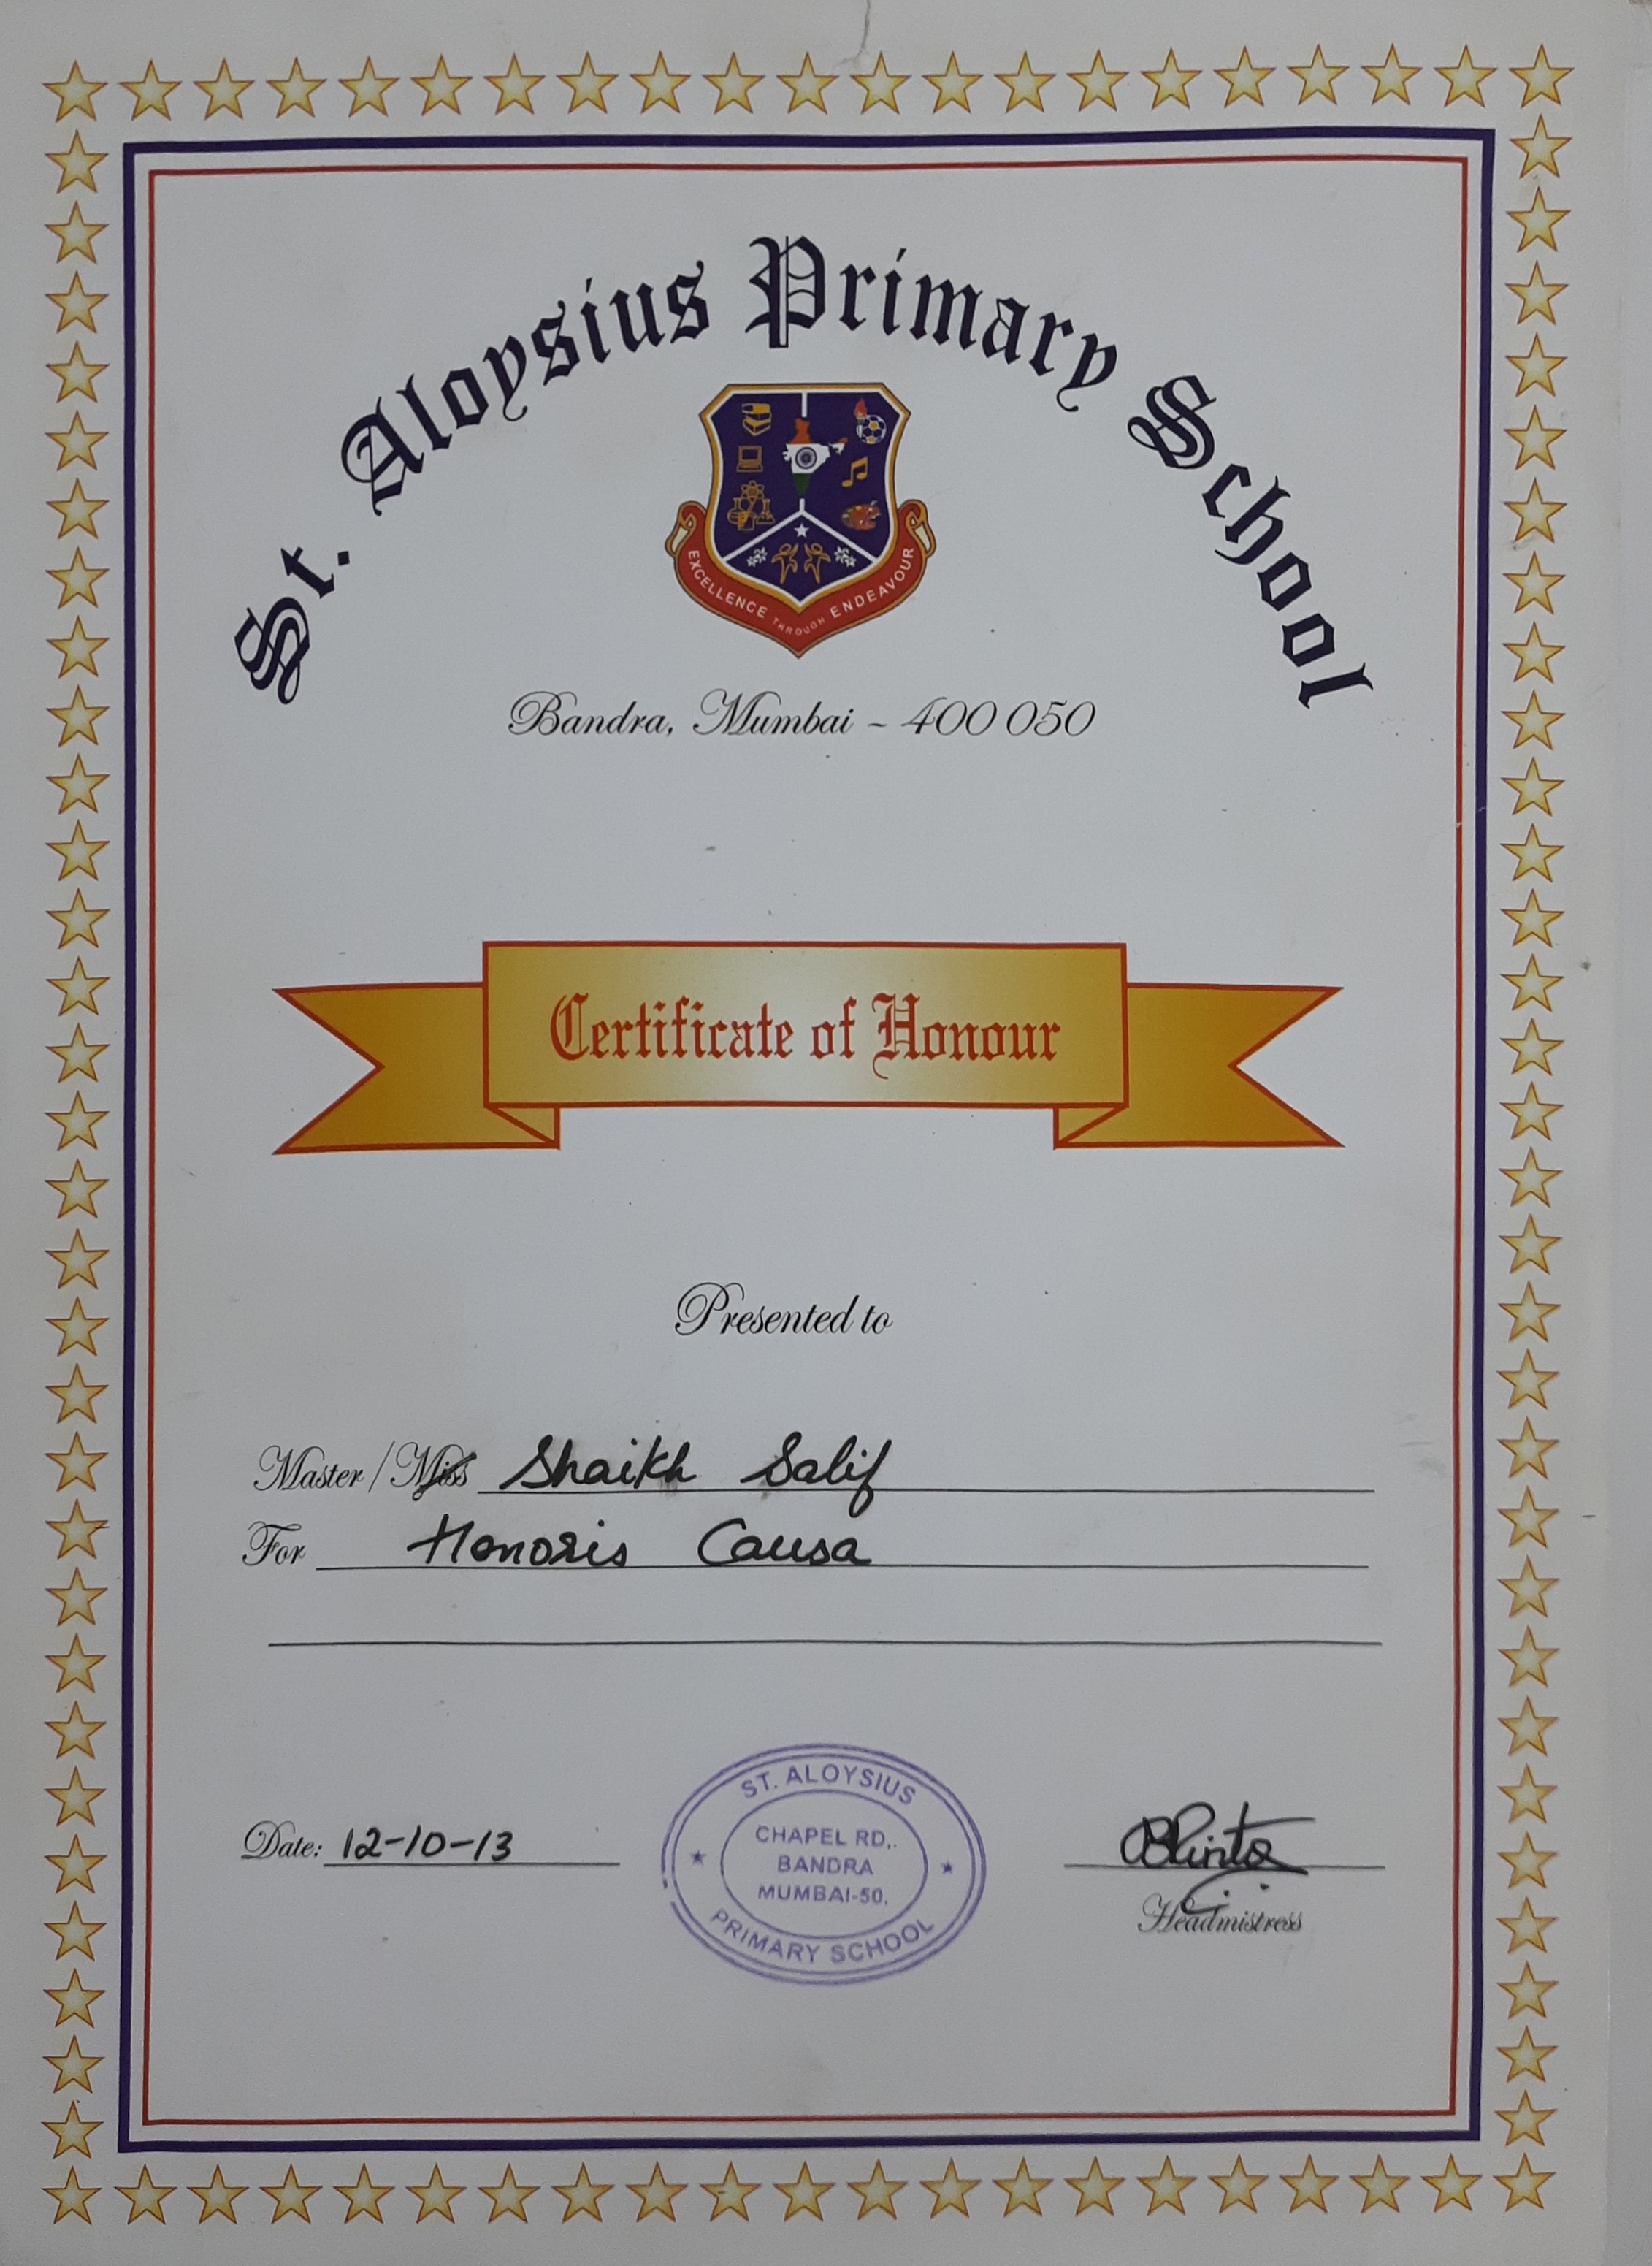 St. Aloysius Primary School
EXCELLENCE THROUGH ENDEAVOUR
Bandra, Mumbai - 400 050
Certificate of Honour
Presented to
Master/Miss Shaikh Salif
For Honoris Causa
Date: 12-10-13
ST. ALOYSIUS
CHAPEL RD,.
BANDRA
MUMBAI-50.
PRIMARY SCHOOL
Headmistress